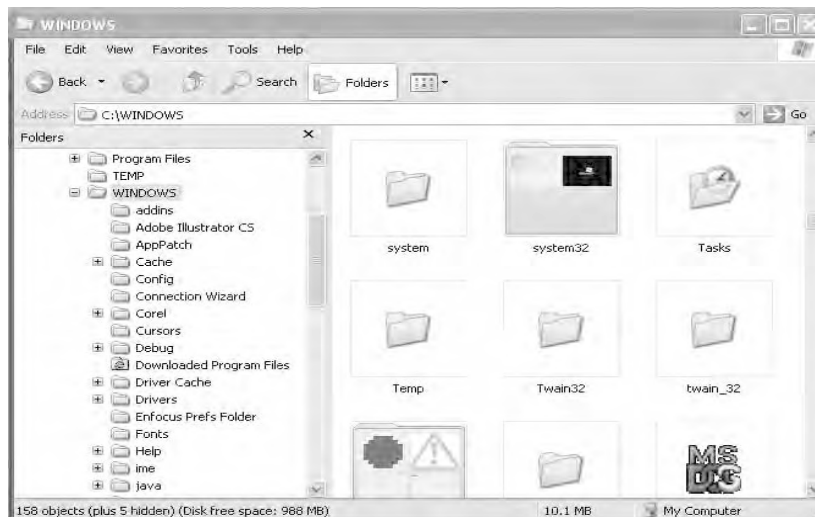 WINDOWS
File Edit View Favorites Tools Help
Back Search Folders
Address C:\WINDOWS Go
Folders
Program Files
TEMP
WINDOWS
addins
Adobe Illustrator CS
AppPatch
Cache
Config
Connection Wizard
Corel
Cursors
Debug
Downloaded Program Files
Driver Cache
Drivers
Enfocus Prefs Folder
Fonts
Help
ime
java
system system32 Tasks
Temp Twain32 twain_32
MS
158 objects (plus 5 hidden) (Disk free space: 988 MB) 10.1 MB My Computer